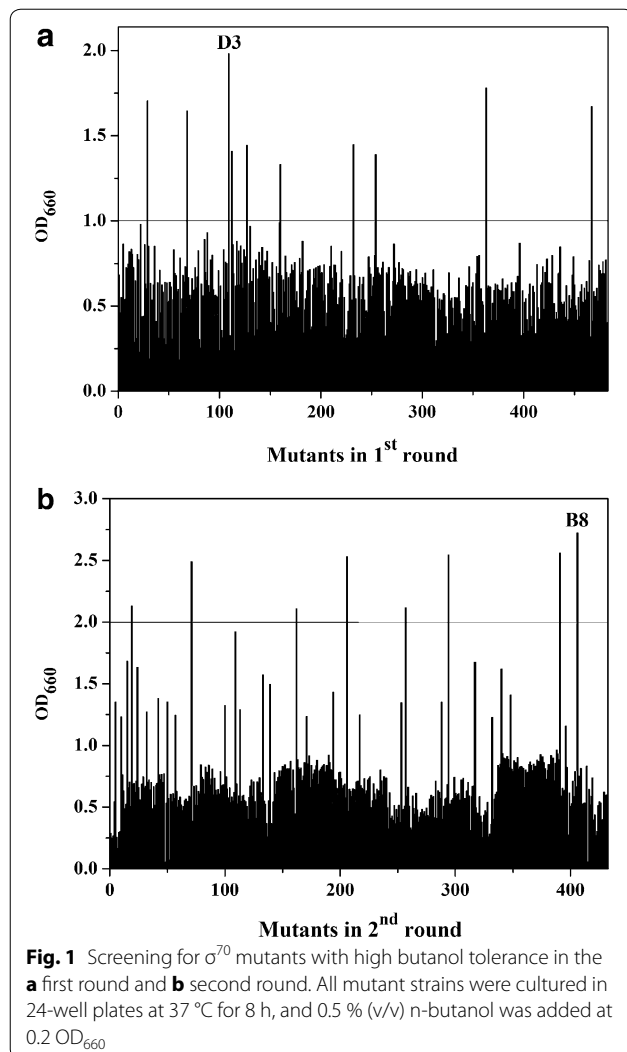 a
D3
2.0
1.5
1.0
0.5
0.0
OD660
0 100 200 300 400
Mutants in 1st round
b
B8
3.0
2.5
2.0
1.5
1.0
0.5
0.0
OD660
0 100 200 300 400
Mutants in 2nd round
Fig. 1 Screening for σ70 mutants with high butanol tolerance in the
a first round and b second round. All mutant strains were cultured in
24-well plates at 37 °C for 8 h, and 0.5 % (v/v) n-butanol was added at
0.2 OD660